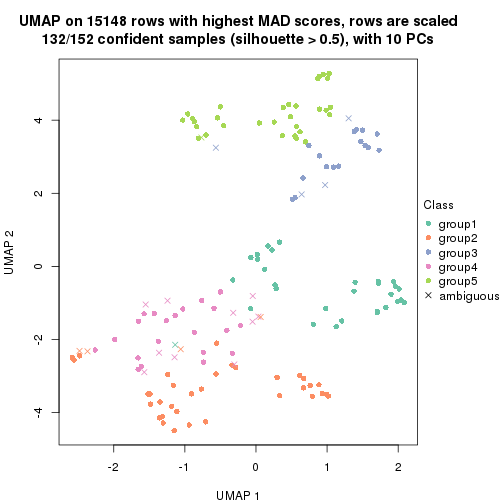 UMAP on 15148 rows with highest MAD scores, rows are scaled
132/152 confident samples (silhouette > 0.5), with 10 PCs
4
2
0
-2
-4
UMAP 2
-2
-1
0
1
2
UMAP 1
Class
group1
group2
group3
group4
group5
ambiguous